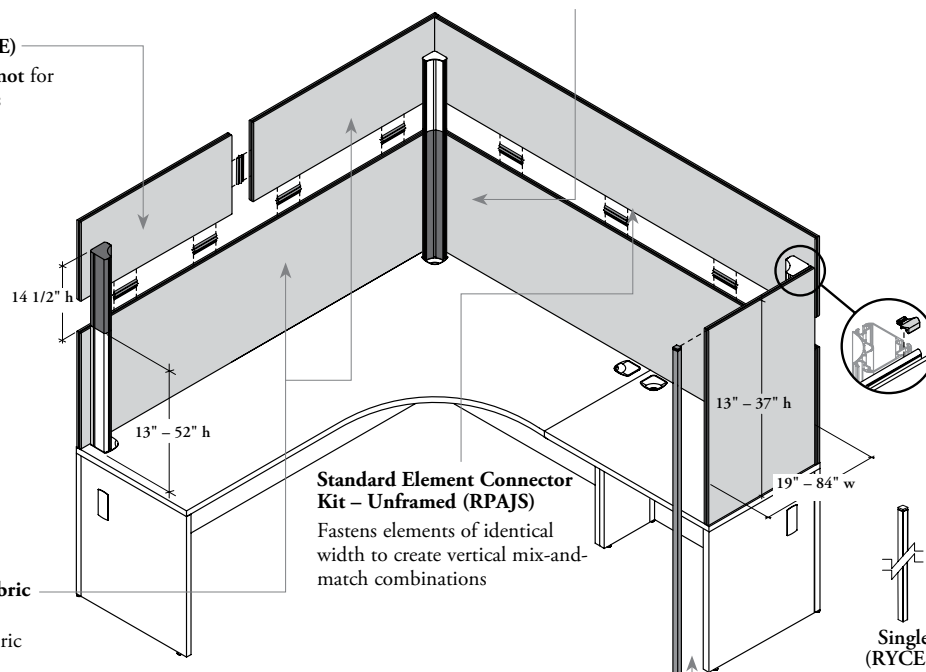 E)
not for
14 1/2" h
13" – 52" h
13" – 37" h
19" – 84" w
Standard Element Connector
Kit – Unframed (RPAJS)
Fastens elements of identical
width to create vertical mix-and-
match combinations
bric
ric
Single
(RYCE